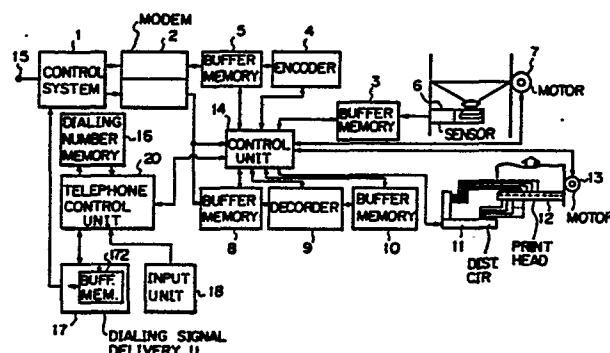 MODEM
1
2
5
4
15
CONTROL
SYSTEM
BUFFER
MEMORY
ENCODER
7
MOTOR
3
6
BUFFER
MEMORY
SENSOR
14
DIALING
NUMBER
MEMORY
16
CONTROL
UNIT
20
TELEPHONE
CONTROL
UNIT
13
MOTOR
BUFFER
MEMORY
DECORDER
BUFFER
MEMORY
12
11
PRINT
HEAD
8
9
10
DIST.
CIR
172
BUFF.
MEM.
INPUT
UNIT
18
17
DIALING SIGNAL
DELIVERY U.